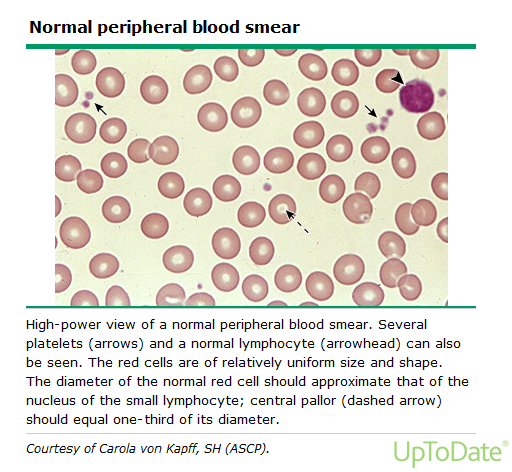 Normal peripheral blood smear
High-power view of a normal peripheral blood smear. Several
platelets (arrows) and a normal lymphocyte (arrowhead) can also
be seen. The red cells are of relatively uniform size and shape.
The diameter of the normal red cell should approximate that of the
nucleus of the small lymphocyte; central pallor (dashed arrow)
should equal one-third of its diameter.
Courtesy of Carola von Kapff, SH (ASCP).
UpToDate®